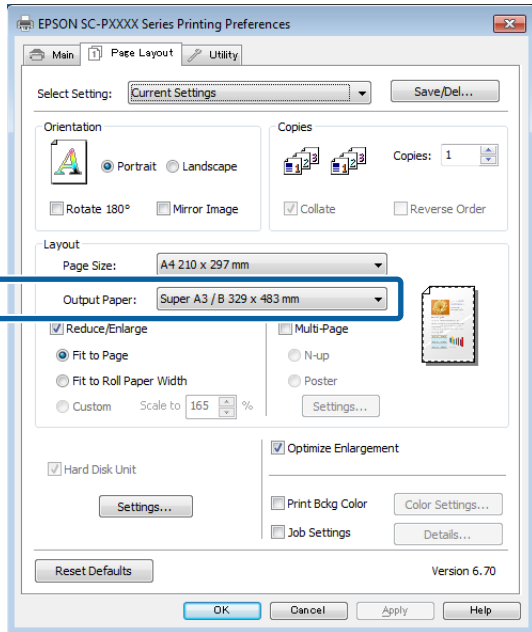 EPSON SC-PXXXX Series Printing Preferences
Main Page Layout Utility
Select Setting: Current Settings Save/Del...
Orientation Copies
Portrait Landscape Copies: 1
Rotate 180° Mirror Image Collate Reverse Order
Layout
Page Size: A4 210 x 297 mm
Output Paper: Super A3 / B 329 x 483 mm
Reduce/Enlarge Multi-Page
Fit to Page N-up
Fit to Roll Paper Width Poster
Custom Scale to 165 % Settings...
Optimize Enlargement
Hard Disk Unit
Settings... Print Bckg Color Color Settings...
Job Settings Details...
Reset Defaults Version 6.70
OK Cancel Apply Help